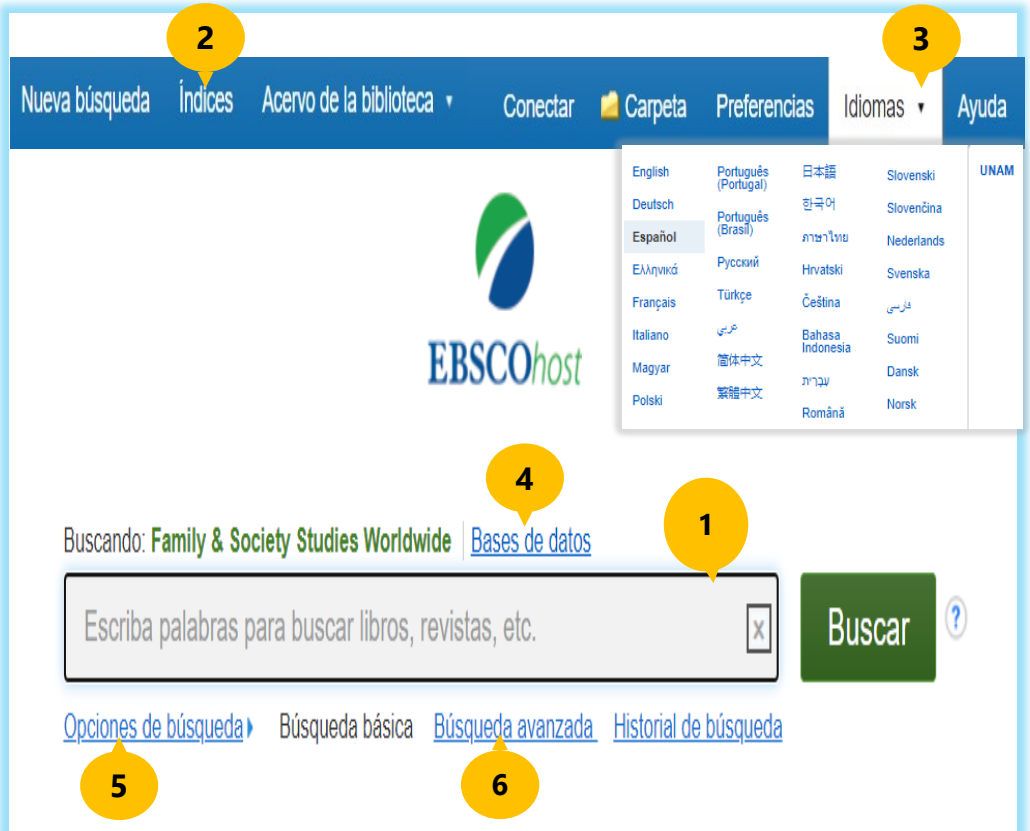 2
3
Nueva búsqueda Índices Acervo de la biblioteca Conectar Carpeta Preferencias Idiomas Ayuda
English
Deutsch
Español
Ελληνικά
Français
Italiano
Magyar
Polski
Português
(Portugal)
Português
(Brasil)
Русский
Türkçe
عربي
简体中文
繁體中文
日本語
한국어
ภาษาไทย
Hrvatski
Čeština
Bahasa
Indonesia
עברית
Română
Slovenski
Slovenčina
Nederlands
Svenska
فارسی
Suomi
Dansk
Norsk
UNAM
EBSCOhost
4
1
Buscando: Family & Society Studies Worldwide Bases de datos
Escriba palabras para buscar libros, revistas, etc. x Buscar ?
Opciones de búsqueda Búsqueda básica Búsqueda avanzada Historial de búsqueda
5
6